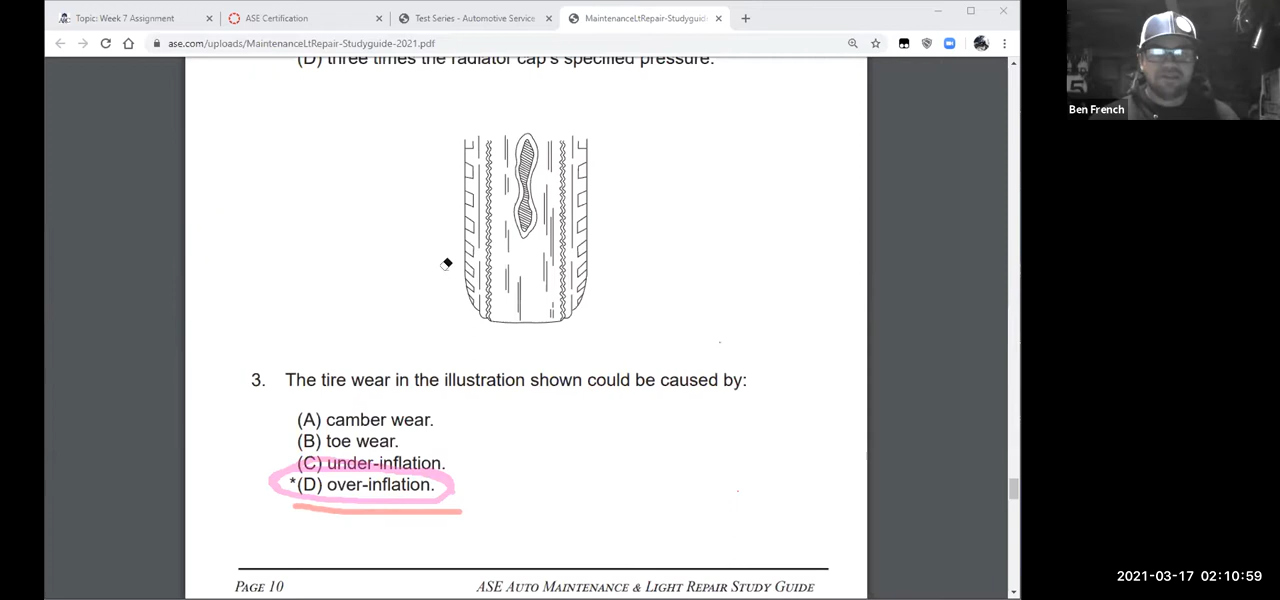 Topic: Week 7 Assignment
ASE Certification
Test Series - Automotive Service
MaintenanceLtRepair-Studyguid
ase.com/uploads/MaintenanceLtRepair-Studyguide-2021.pdf
Ben French
(D) three times the radiator cap's specified pressure.
3. The tire wear in the illustration shown could be caused by:
(A) camber wear.
(B) toe wear.
(C) under-inflation.
*(D) over-inflation.
PAGE 10 ASE AUTO MAINTENANCE & LIGHT REPAIR STUDY GUIDE
2021-03-17 02:10:59